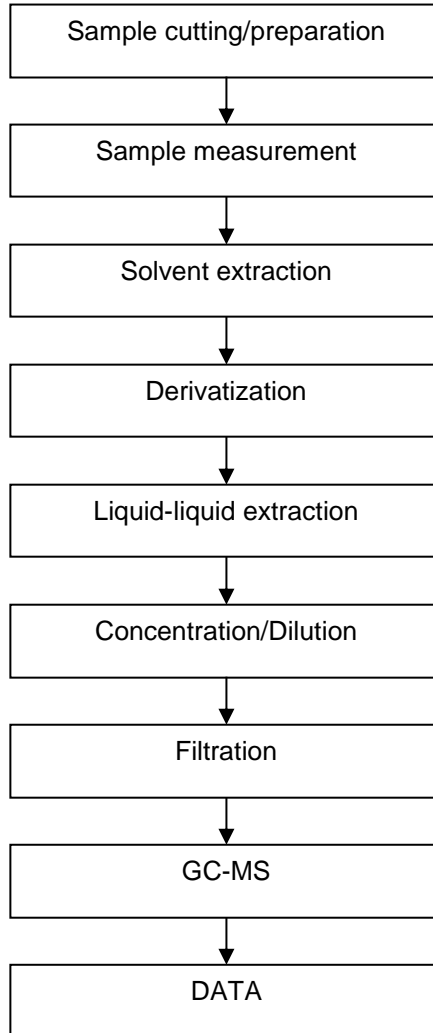 Sample cutting/preparation
Sample measurement
Solvent extraction
Derivatization
Liquid-liquid extraction
Concentration/Dilution
Filtration
GC-MS
DATA